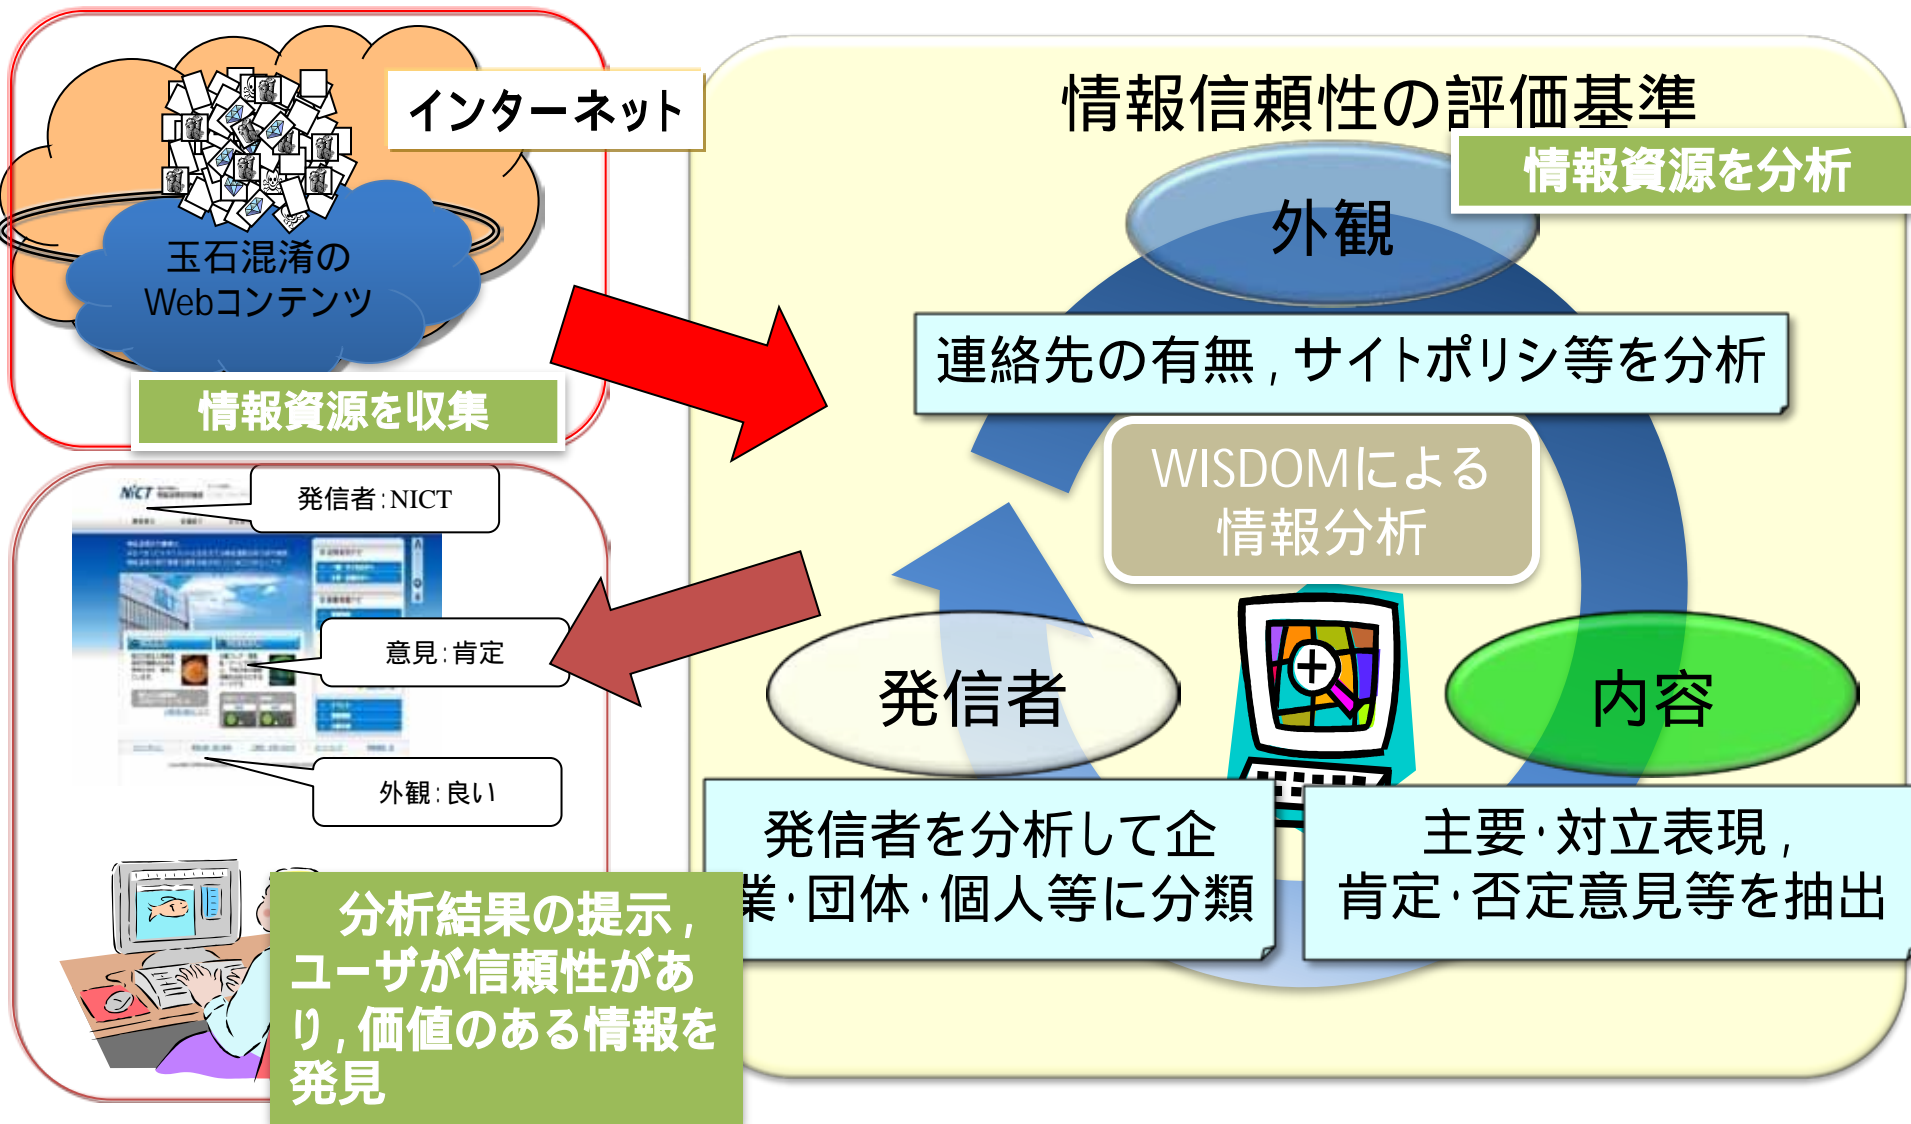 インターネット
玉石混淆の
Webコンテンツ
情報資源を収集
情報信頼性の評価基準
情報資源を分析
外観
連絡先の有無，サイトポリシ等を分析
WISDOMによる
情報分析
発信者
内容
発信者を分析して企
業・団体・個人等に分類
主要・対立表現，
肯定・否定意見等を抽出
NICT
発信者：NICT
意見：肯定
外観：良い
分析結果の提示，
ユーザが信頼性があ
り，価値のある情報を
発見